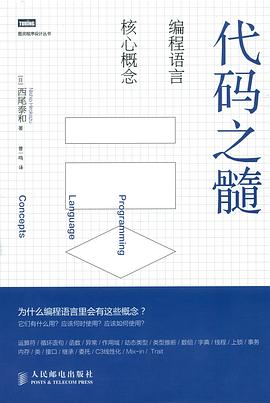 TURING
图灵程序设计丛书
代码之髓
编程语言
核心概念
[日] 西尾泰和 著
Nishio Hirokazu
曾一鸣 译
Programming
Language
Concepts
为什么编程语言里会有这些概念？
它们有什么用？应该何时使用？应该如何使用？
运算符 / 循环语句 / 函数 / 异常 / 作用域 / 动态类型 / 类型推断 / 数组 / 字典 / 线程 / 上锁 / 事务
内存 / 类 / 接口 / 继承 / 委托 / C3线性化 / Mix-in / Trait
人民邮电出版社
POSTS & TELECOM PRESS